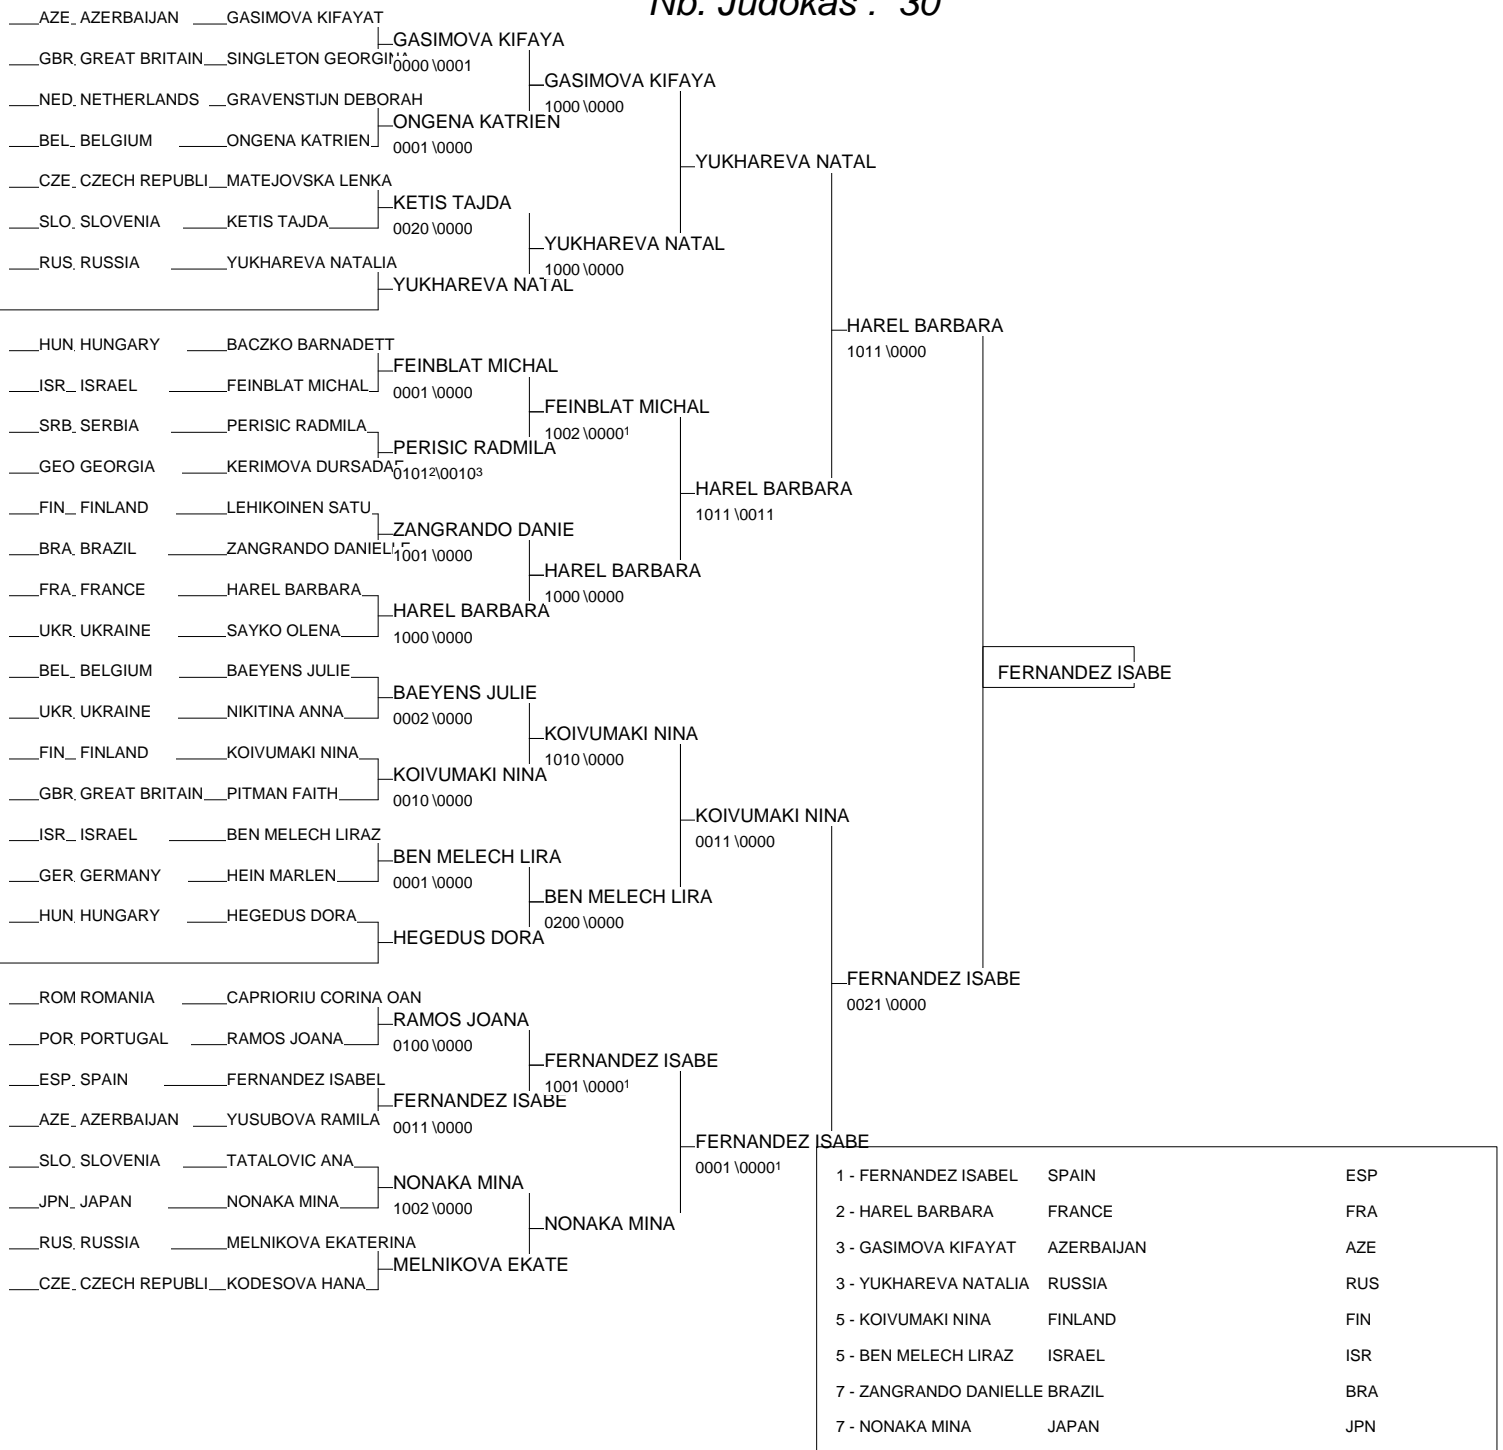 Nb. Judokas : 30
AZE AZERBAIJAN GASIMOVA KIFAYAT
GASIMOVA KIFAYA
GBR GREAT BRITAIN SINGLETON GEORGINA
0000 \0001
GASIMOVA KIFAYA
1000 \0000
NED NETHERLANDS GRAVENSTIJN DEBORAH
ONGENA KATRIEN
BEL BELGIUM ONGENA KATRIEN
0001 \0000
YUKHAREVA NATAL
CZE CZECH REPUBLI MATEJOVSKA LENKA
KETIS TAJDA
SLO SLOVENIA KETIS TAJDA
0020 \0000
YUKHAREVA NATAL
1000 \0000
RUS RUSSIA YUKHAREVA NATALIA
YUKHAREVA NATAL
HAREL BARBARA
1011 \0000
HUN HUNGARY BACZKO BARNADETT
FEINBLAT MICHAL
ISR ISRAEL FEINBLAT MICHAL
0001 \0000
FEINBLAT MICHAL
1002 \0000¹
SRB SERBIA PERISIC RADMILA
PERISIC RADMILA
GEO GEORGIA KERIMOVA DURSADAF
0101²\0010³
HAREL BARBARA
1011 \0011
FIN FINLAND LEHIKOINEN SATU
ZANGRANDO DANIE
BRA BRAZIL ZANGRANDO DANIELLE
1001 \0000
HAREL BARBARA
1000 \0000
FRA FRANCE HAREL BARBARA
HAREL BARBARA
UKR UKRAINE SAYKO OLENA
1000 \0000
FERNANDEZ ISABE
BEL BELGIUM BAEYENS JULIE
BAEYENS JULIE
UKR UKRAINE NIKITINA ANNA
0002 \0000
KOIVUMAKI NINA
1010 \0000
FIN FINLAND KOIVUMAKI NINA
KOIVUMAKI NINA
GBR GREAT BRITAIN PITMAN FAITH
0010 \0000
KOIVUMAKI NINA
0011 \0000
ISR ISRAEL BEN MELECH LIRAZ
BEN MELECH LIRA
GER GERMANY HEIN MARLEN
0001 \0000
BEN MELECH LIRA
0200 \0000
HUN HUNGARY HEGEDUS DORA
HEGEDUS DORA
FERNANDEZ ISABE
0021 \0000
ROM ROMANIA CAPRIORIU CORINA OAN
RAMOS JOANA
POR PORTUGAL RAMOS JOANA
0100 \0000
FERNANDEZ ISABE
1001 \0000¹
ESP SPAIN FERNANDEZ ISABEL
FERNANDEZ ISABE
AZE AZERBAIJAN YUSUBOVA RAMILA
0011 \0000
FERNANDEZ ISABE
0001 \0000¹
SLO SLOVENIA TATALOVIC ANA
NONAKA MINA
JPN JAPAN NONAKA MINA
1002 \0000
NONAKA MINA
RUS RUSSIA MELNIKOVA EKATERINA
MELNIKOVA EKATE
CZE CZECH REPUBLI KODESOVA HANA
1 - FERNANDEZ ISABEL SPAIN ESP
2 - HAREL BARBARA FRANCE FRA
3 - GASIMOVA KIFAYAT AZERBAIJAN AZE
3 - YUKHAREVA NATALIA RUSSIA RUS
5 - KOIVUMAKI NINA FINLAND FIN
5 - BEN MELECH LIRAZ ISRAEL ISR
7 - ZANGRANDO DANIELLE BRAZIL BRA
7 - NONAKA MINA JAPAN JPN